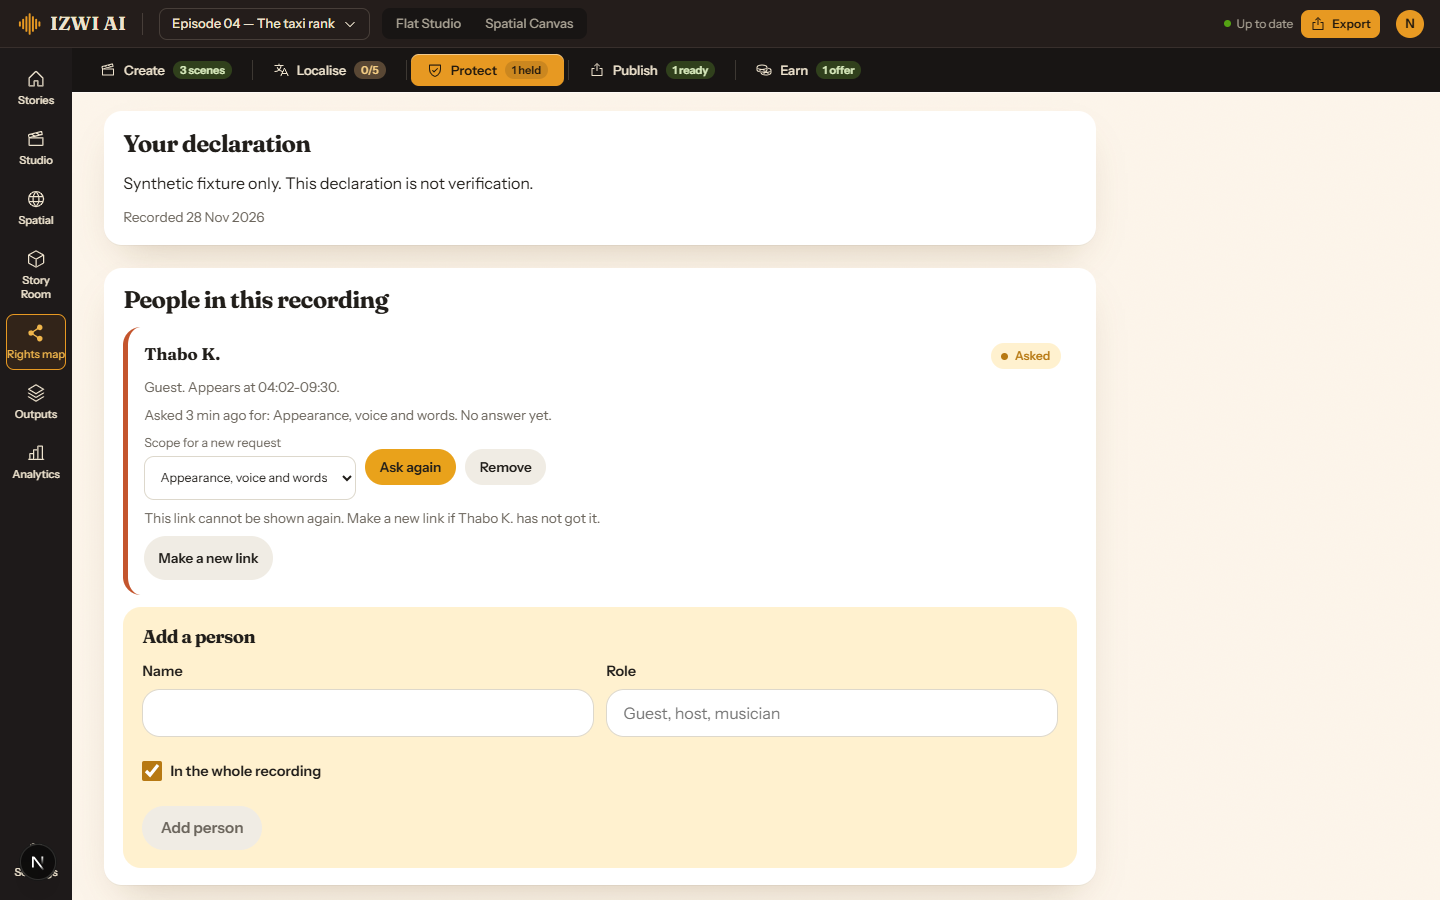 IZWI AI
Episode 04 — The taxi rank
Flat Studio
Spatial Canvas
Up to date
Export
N
Create
3 scenes
Localise
0/5
Protect
1 held
Publish
1 ready
Earn
1 offer
Stories
Studio
Spatial
Story
Room
Rights map
Outputs
Analytics
N
Your declaration
Synthetic fixture only. This declaration is not verification.
Recorded 28 Nov 2026
People in this recording
Thabo K.
Asked
Guest. Appears at 04:02-09:30.
Asked 3 min ago for: Appearance, voice and words. No answer yet.
Scope for a new request
Appearance, voice and words
Ask again
Remove
This link cannot be shown again. Make a new link if Thabo K. has not got it.
Make a new link
Add a person
Name
Role
Guest, host, musician
In the whole recording
Add person